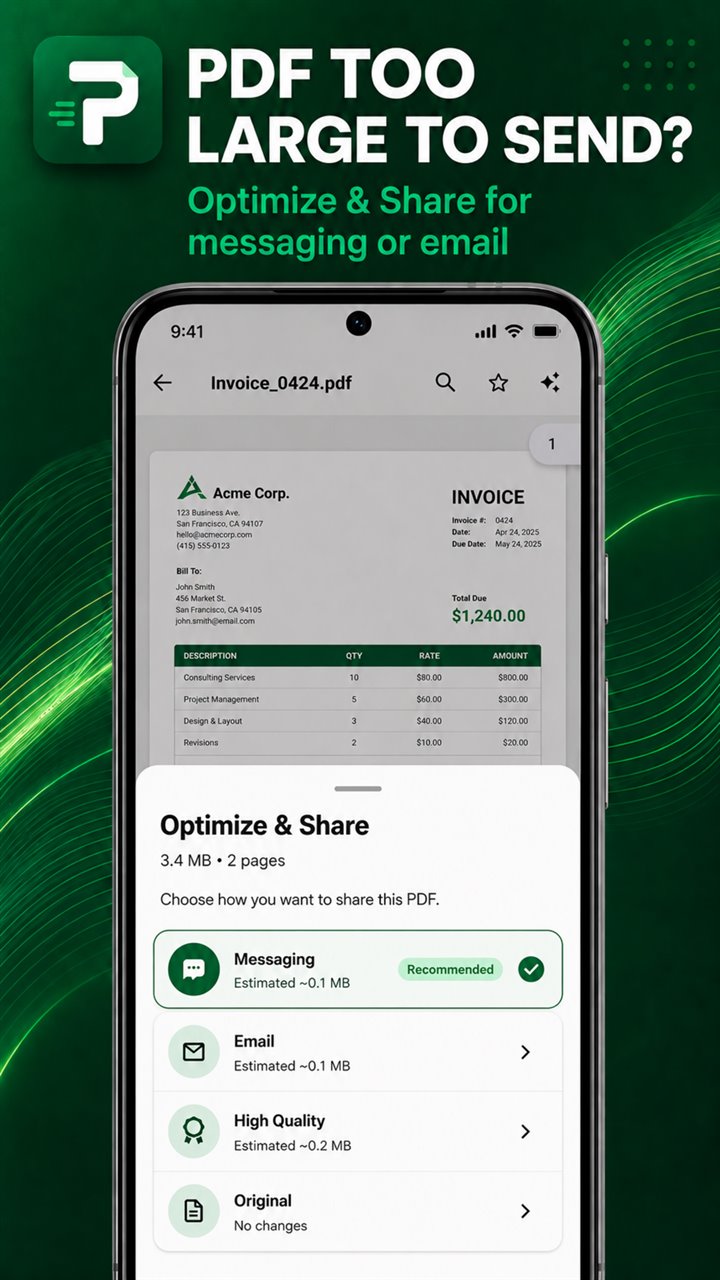 PDF TOO
LARGE TO SEND?
Optimize & Share for
messaging or email
9:41
Invoice_0424.pdf
1
Acme Corp.
123 Business Ave.
San Francisco, CA 94107
hello@acmecorp.com
(415) 555-0123
INVOICE
Invoice #: 0424
Date: Apr 24, 2025
Due Date: May 24, 2025
Bill To:
John Smith
456 Market St.
San Francisco, CA 94105
john.smith@email.com
Total Due
$1,240.00
DESCRIPTION QTY RATE AMOUNT
Consulting Services 10 $80.00 $800.00
Project Management 5 $60.00 $300.00
Design & Layout 3 $40.00 $120.00
Revisions 2 $10.00 $20.00
Optimize & Share
3.4 MB • 2 pages
Choose how you want to share this PDF.
Messaging
Estimated ~0.1 MB
Recommended
Email
Estimated ~0.1 MB
High Quality
Estimated ~0.2 MB
Original
No changes